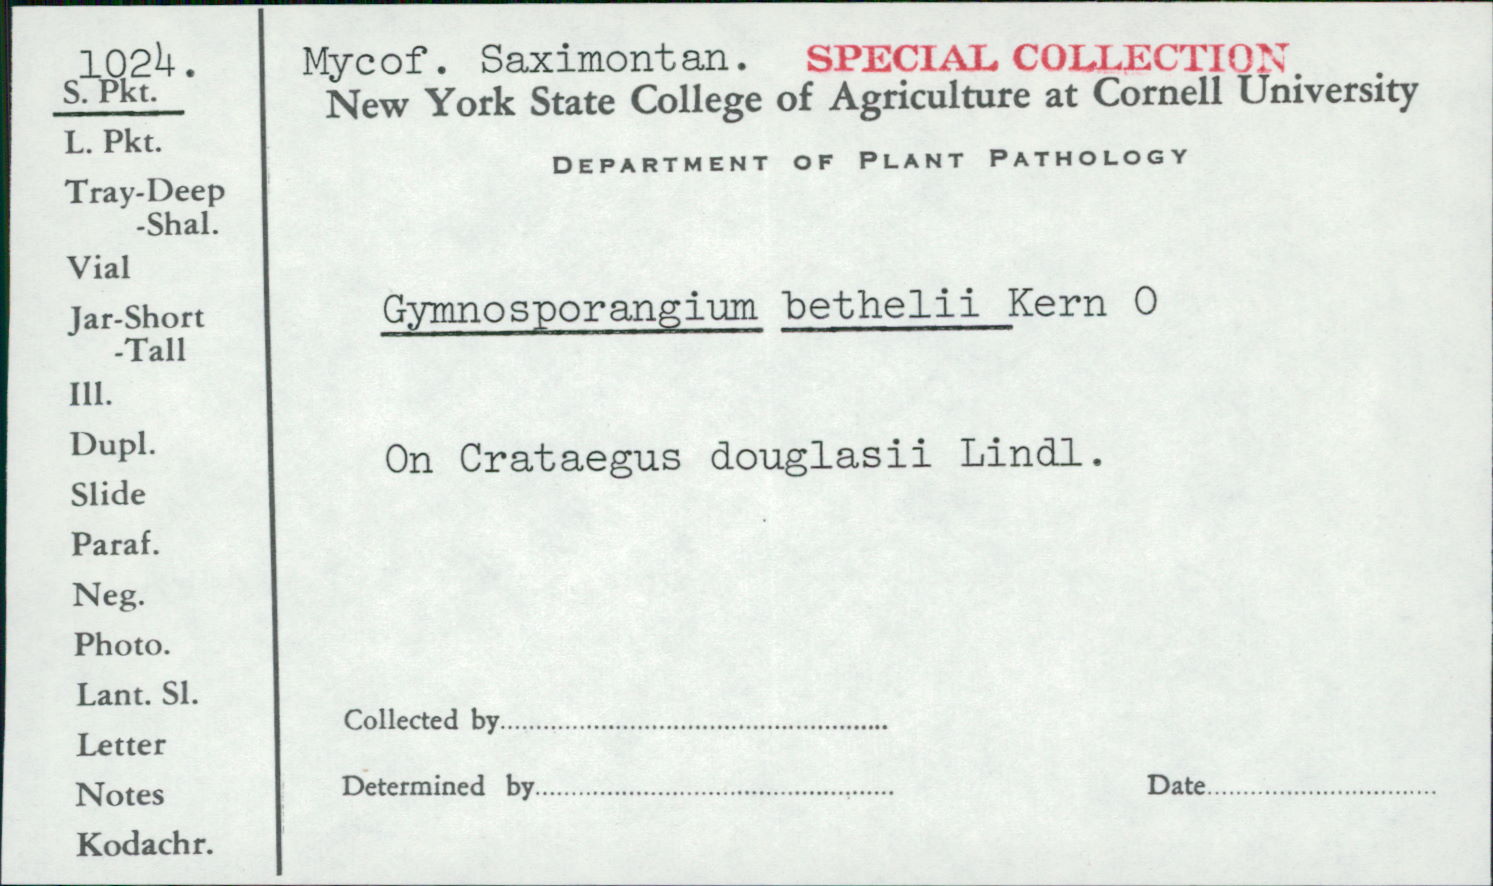 1024.
S. Pkt.
L. Pkt.
Tray-Deep
-Shal.
Vial
Jar-Short
-Tall
Ill.
Dupl.
Slide
Paraf.
Neg.
Photo.
Lant. Sl.
Letter
Notes
Kodachr.
Mycof. Saximontan. SPECIAL COLLECTION
New York State College of Agriculture at Cornell University
DEPARTMENT OF PLANT PATHOLOGY
Gymnosporangium bethelii Kern O
On Crataegus douglasii Lindl.
Collected by
Determined by
Date